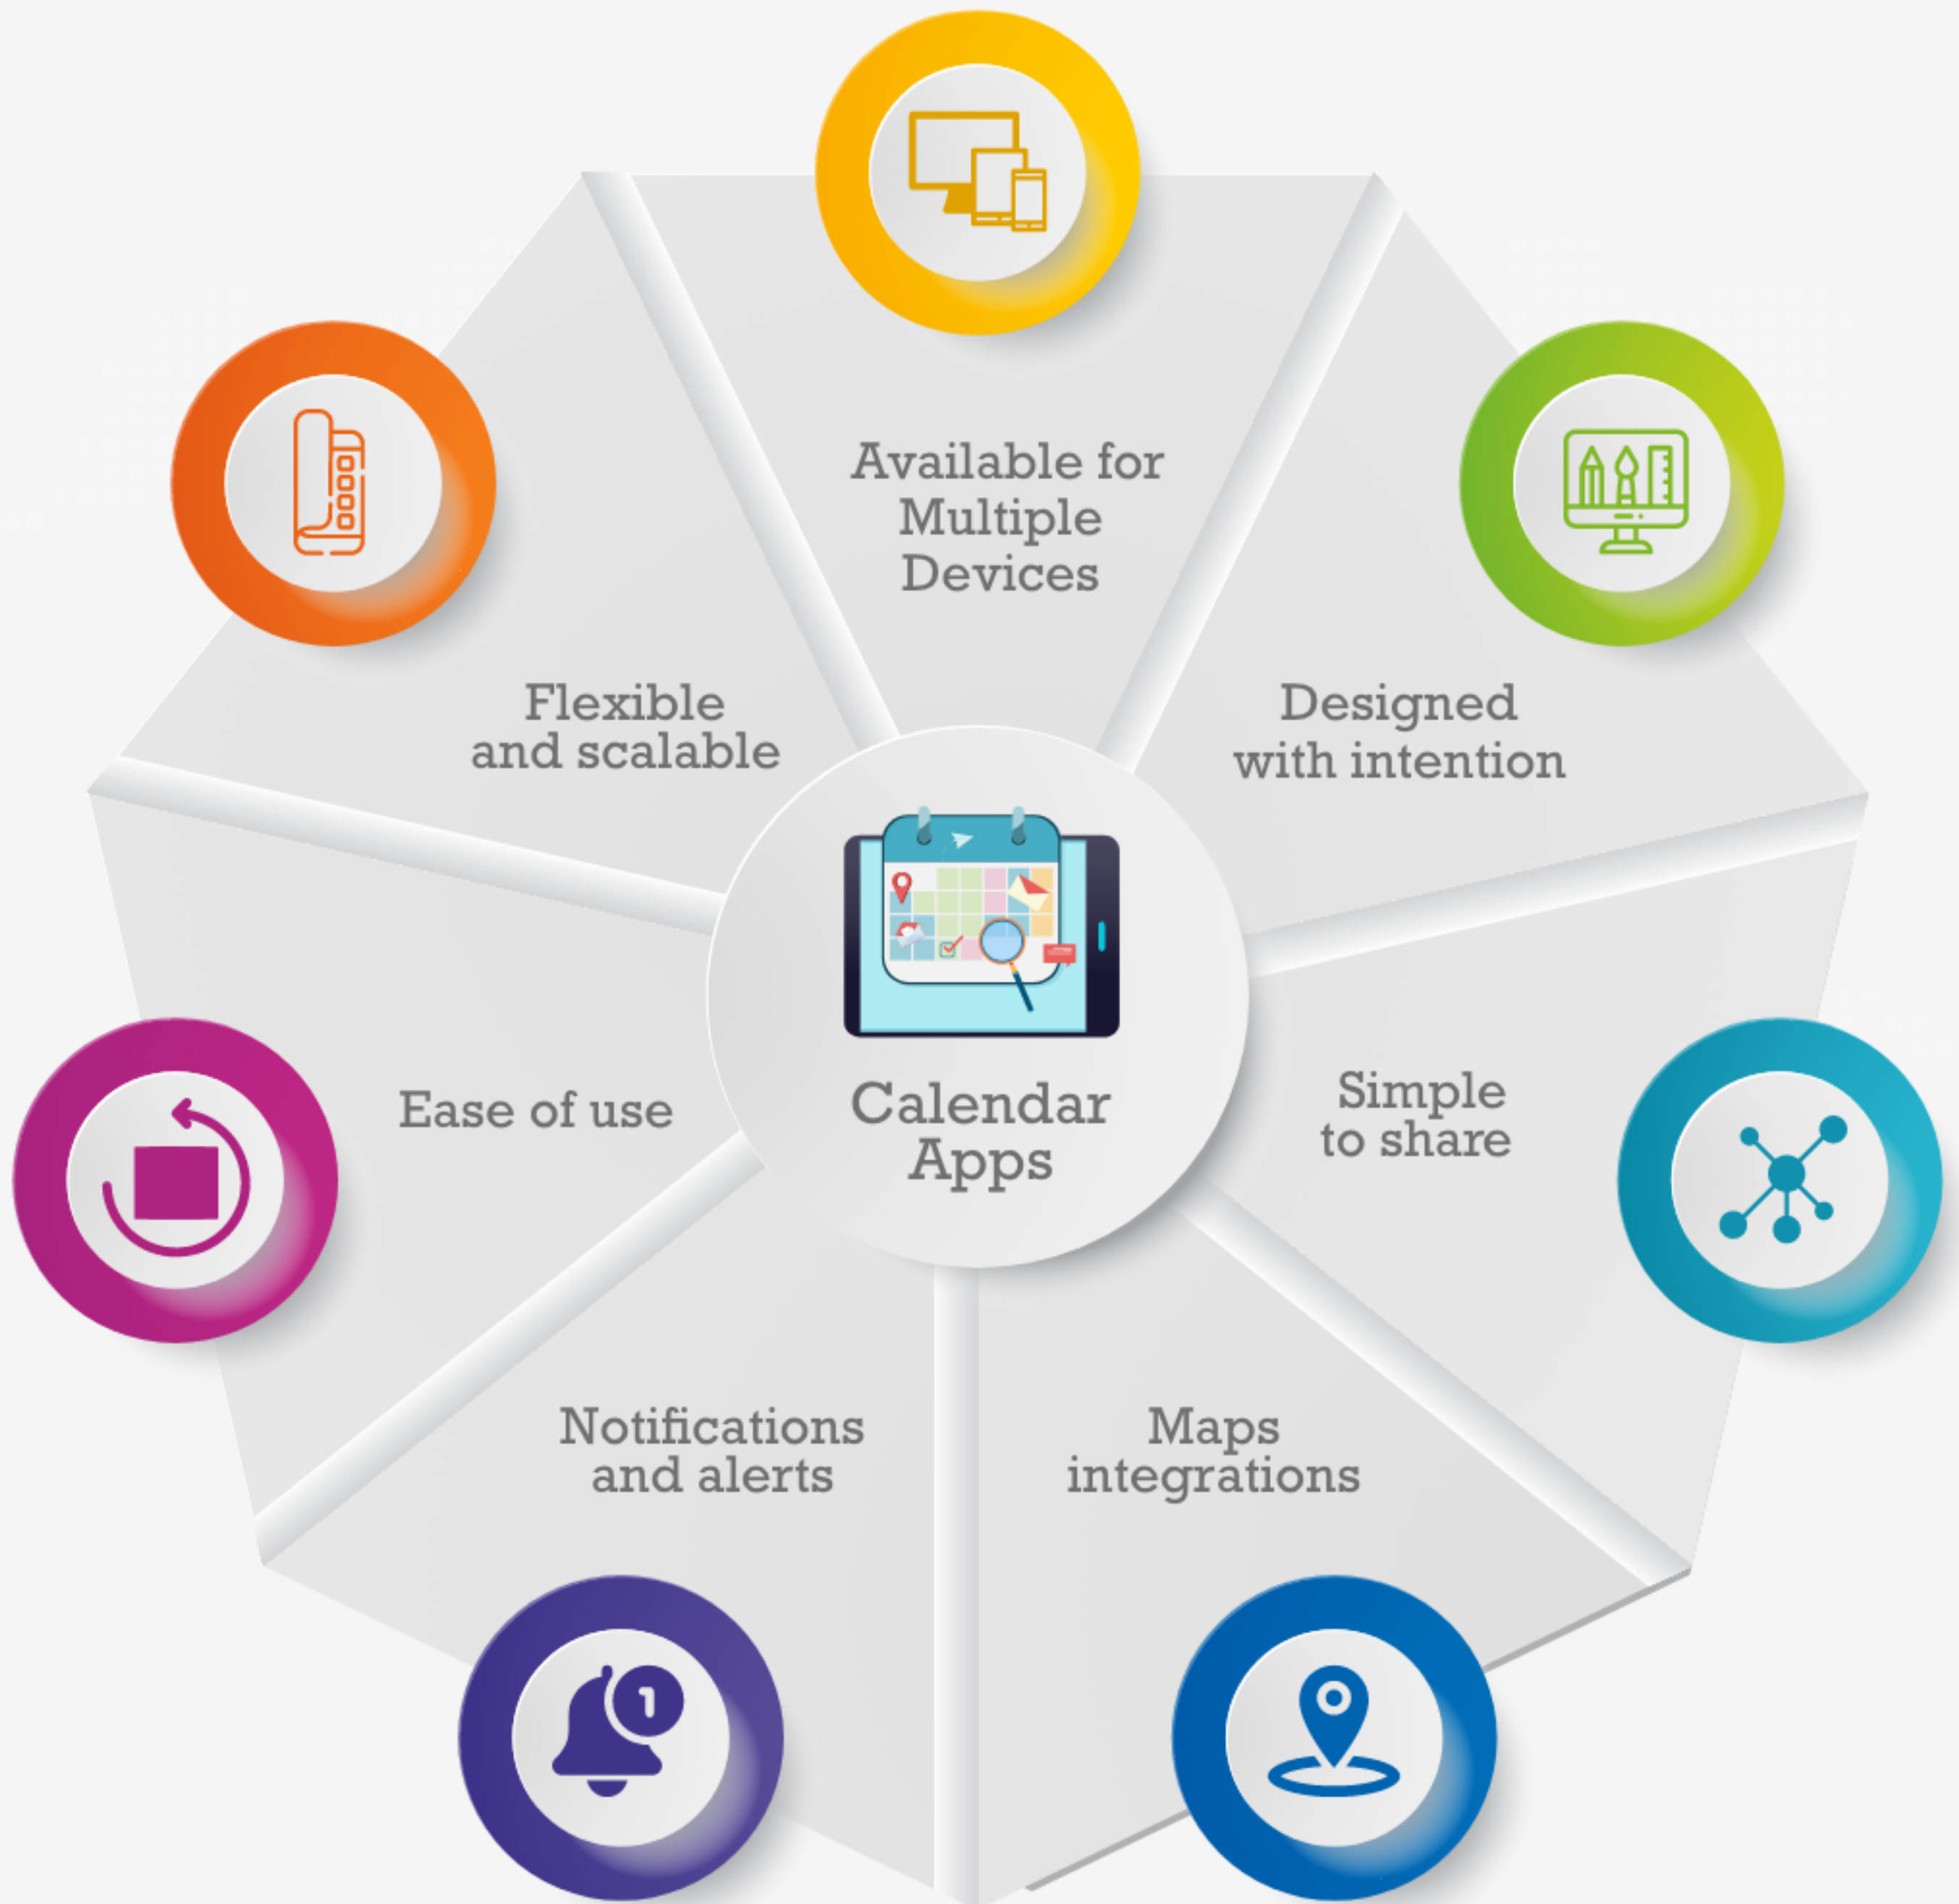 Available for
Multiple
Devices
Flexible
and scalable
Designed
with intention
Ease of use
Calendar
Apps
Simple
to share
Notifications
and alerts
Maps
integrations
1